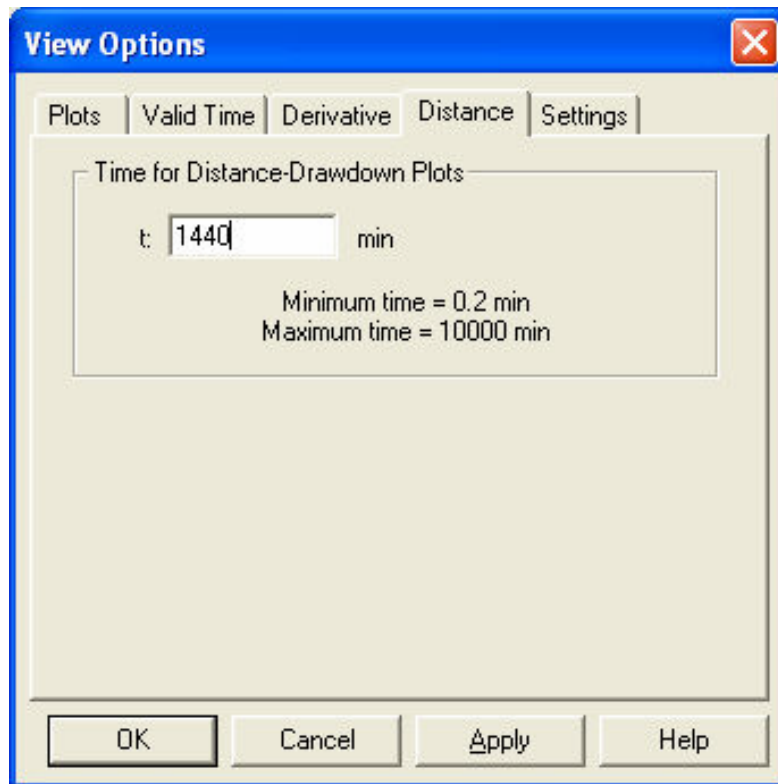 View Options
Plots Valid Time Derivative Distance Settings
Time for Distance-Drawdown Plots
t: 1440 min
Minimum time = 0.2 min
Maximum time = 10000 min
OK Cancel Apply Help